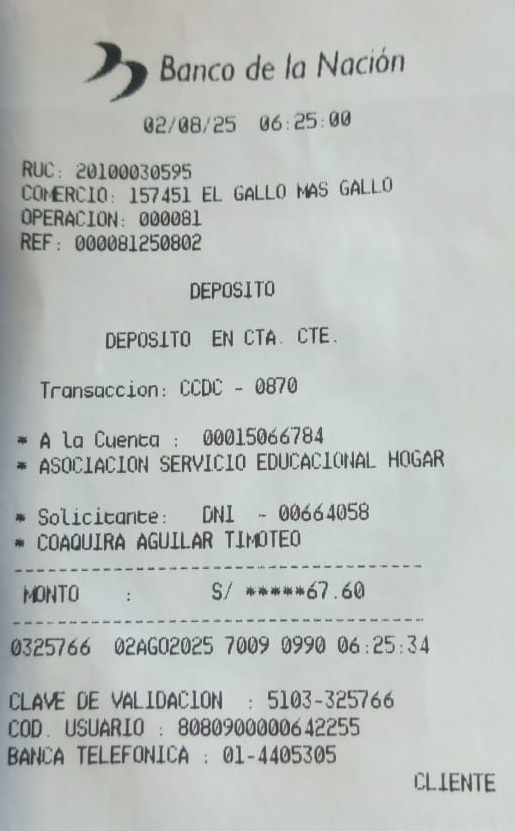 Banco de la Nación
02/08/25 06:25:00
RUC: 20100030595
COMERCIO: 157451 EL GALLO MAS GALLO
OPERACION: 000081
REF: 000081250802
DEPOSITO
DEPOSITO EN CTA. CTE.
Transaccion: CCDC - 0870
* A la Cuenta : 00015066784
* ASOCIACION SERVICIO EDUCACIONAL HOGAR
* Solicitante: DNI - 00664058
* COAQUIRA AGUILAR TIMOTEO
---------------------------------
MONTO : S/ *****67.60
---------------------------------
0325766 02AGO2025 7009 0990 06:25:34
CLAVE DE VALIDACION : 5103-325766
COD. USUARIO : 8080900000642255
BANCA TELEFONICA : 01-4405305
CLIENTE